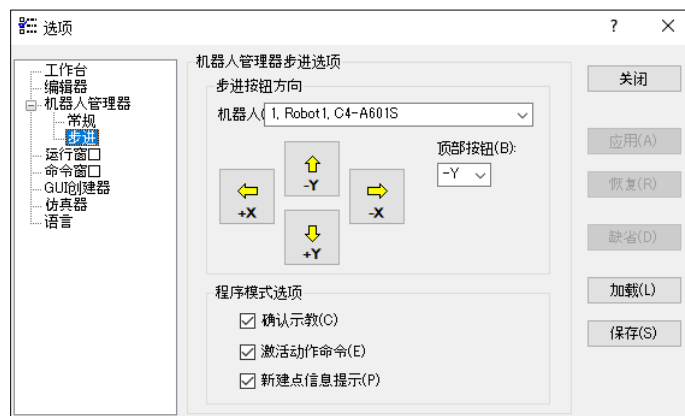 选项
?
工作台
编辑器
机器人管理器
常规
步进
运行窗口
命令窗口
GUI创建器
仿真器
语言
机器人管理器步进选项
步进按钮方向
机器人( 1, Robot1, C4-A601S
顶部按钮(B):
-Y
-Y
+X
-X
+Y
程序模式选项
确认示教(C)
激活动作命令(E)
新建点信息提示(P)
关闭
应用(A)
恢复(R)
缺省(D)
加载(L)
保存(S)